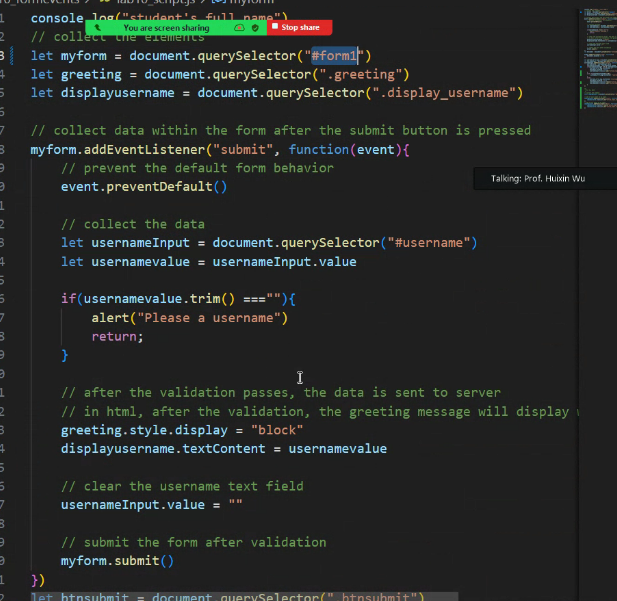 console.log("student's full name")
You are screen sharing
Stop share
// collect the elements
let myform = document.querySelector("#form1")
let greeting = document.querySelector(".greeting")
let displayusername = document.querySelector(".display_username")
// collect data within the form after the submit button is pressed
myform.addEventListener("submit", function(event){
// prevent the default form behavior
Talking: Prof. Huixin Wu
event.preventDefault()
// collect the data
let usernameInput = document.querySelector("#username")
let usernamevalue = usernameInput.value
if(usernamevalue.trim() ===""){
alert("Please a username")
return;
}
// after the validation passes, the data is sent to server
// in html, after the validation, the greeting message will display
greeting.style.display = "block"
displayusername.textContent = usernamevalue
// clear the username text field
usernameInput.value = ""
// submit the form after validation
myform.submit()
})
let btnsubmit = document.querySelector(".btnsubmit")